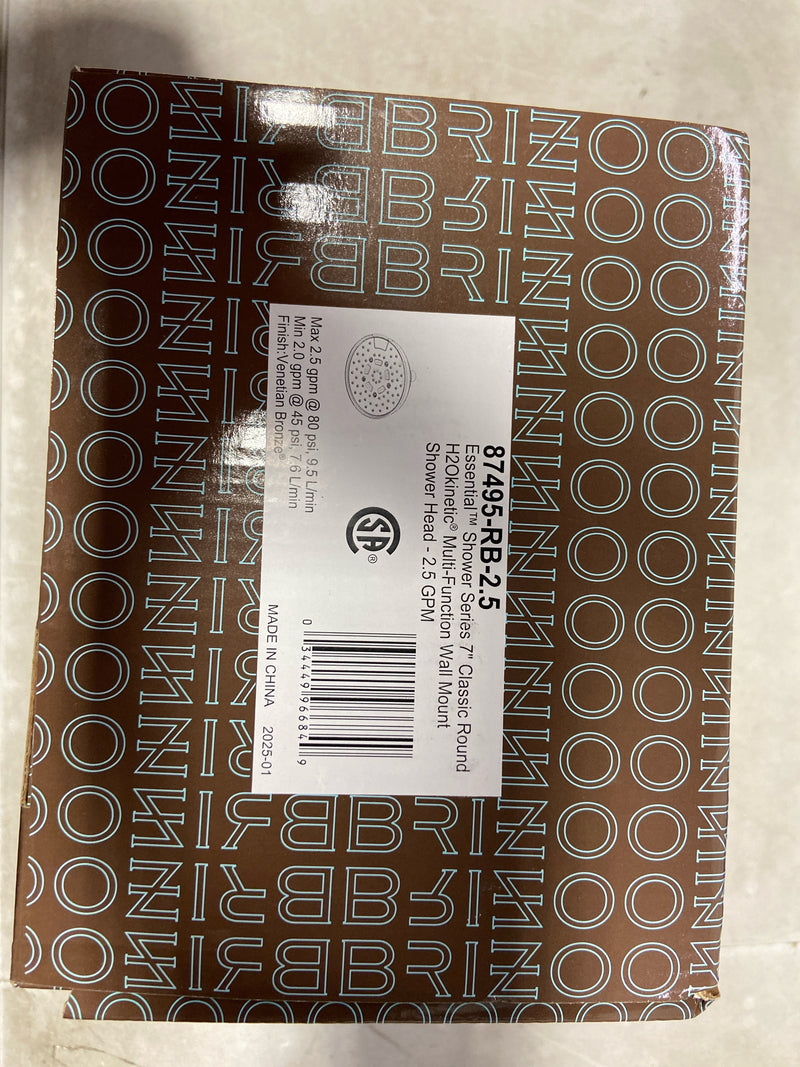 87495-RB-2.5
Essential™ Shower Series 7" Classic Round
H2Okinetic® Multi-Function Wall Mount
Shower Head - 2.5 GPM
Max 2.5 gpm @ 80 psi, 9.5 L/min
Min 2.0 gpm @ 45 psi, 7.6 L/min
Finish:Venetian Bronze®
SA®
0 34449 96684 9
MADE IN CHINA 2025-01